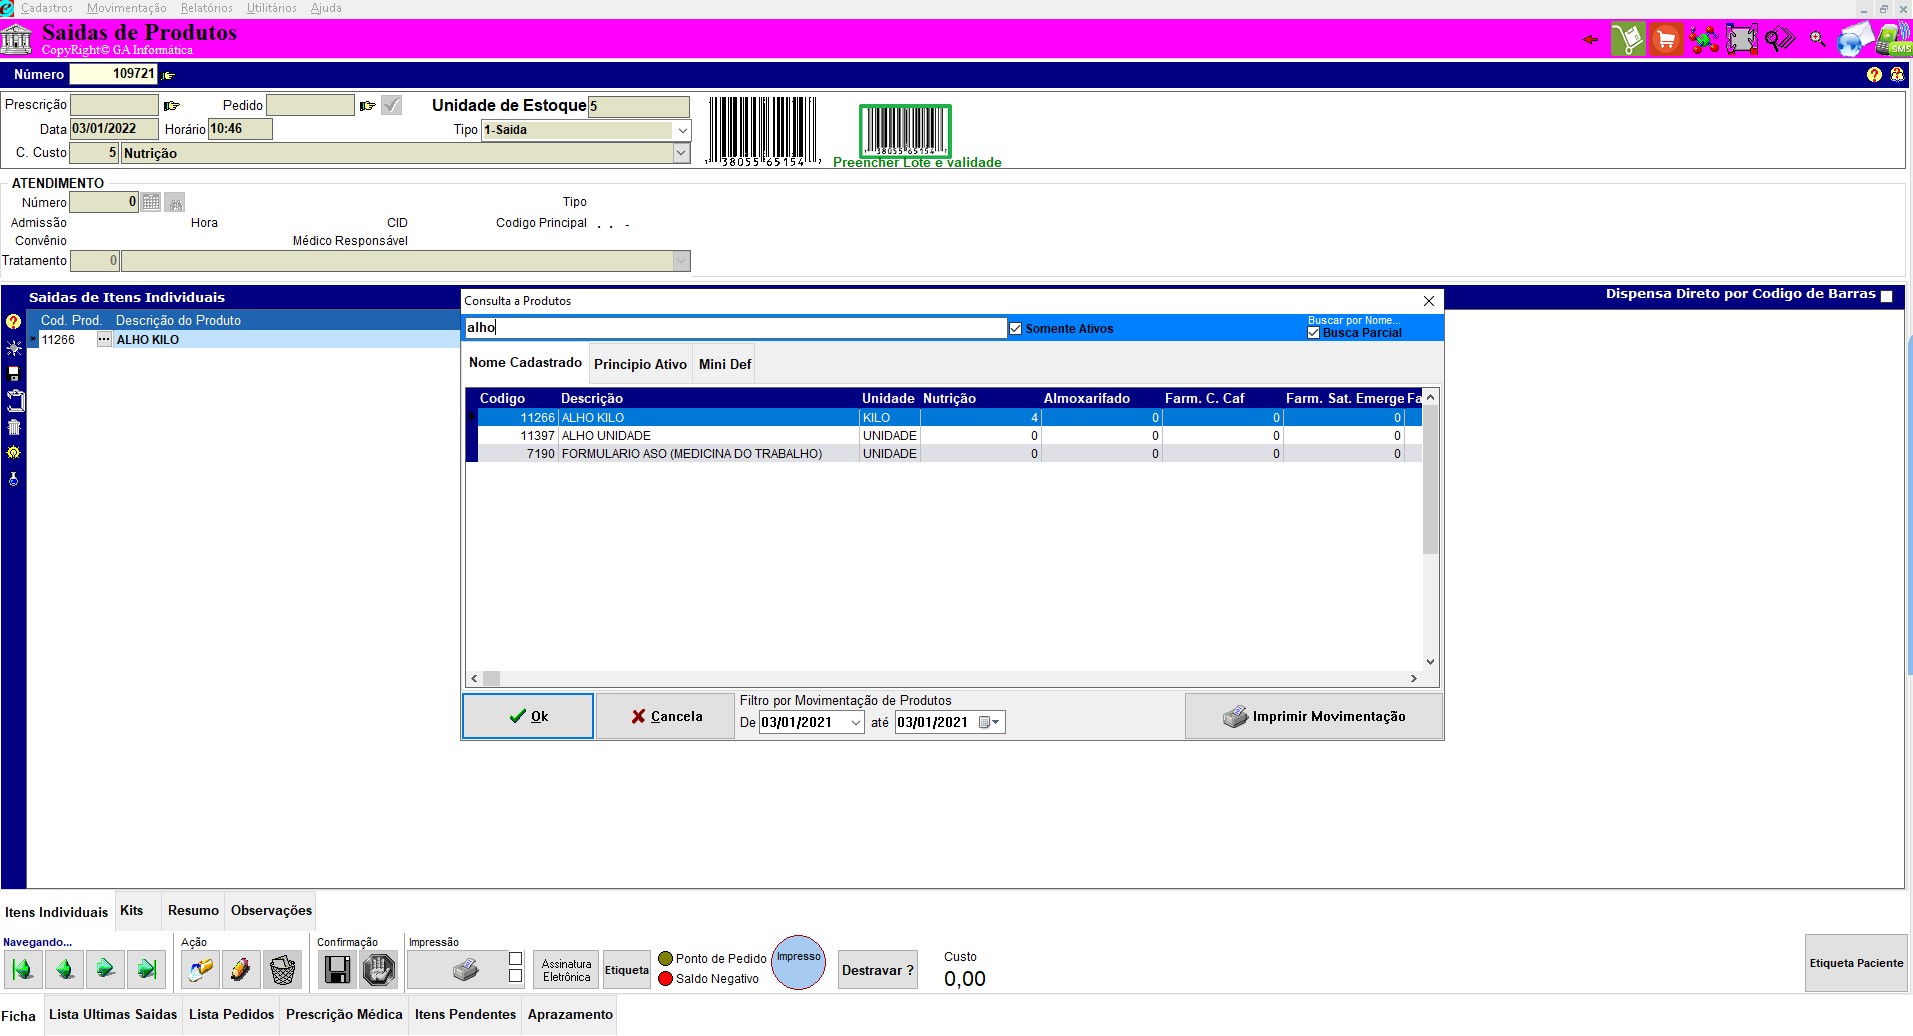 Cadastros Movimentação Relatórios Utilitários Ajuda
Saidas de Produtos
CopyRight© GA Informática
SMS
Número 109721
Prescrição Pedido Unidade de Estoque 5
Data 03/01/2022 Horário 10:46 Tipo 1-Saida
C. Custo 5 Nutrição
38055 65154
38055 65154
Preencher Lote e validade
ATENDIMENTO
Número 0 Tipo
Admissão Hora CID Codigo Principal . . -
Convênio Médico Responsável
Tratamento 0
Saidas de Itens Individuais
Dispensa Direto por Codigo de Barras
Cod. Prod. Descrição do Produto
* 11266 ... ALHO KILO
Consulta a Produtos
alho
Somente Ativos
Buscar por Nome...
Busca Parcial
Nome Cadastrado Principio Ativo Mini Def
Codigo Descrição Unidade Nutrição Almoxarifado Farm. C. Caf Farm. Sat. Emerge Fa
11266 ALHO KILO KILO 4 0 0 0
11397 ALHO UNIDADE UNIDADE 0 0 0 0
7190 FORMULARIO ASO (MEDICINA DO TRABALHO) UNIDADE 0 0 0 0
Ok
Cancela
Filtro por Movimentação de Produtos
De 03/01/2021 até 03/01/2021
Imprimir Movimentação
Itens Individuais Kits Resumo Observações
Navegando...
Ação
Confirmação
Impressão
Assinatura
Eletrônica
Etiqueta
Ponto de Pedido
Saldo Negativo
Impresso
Destravar ?
Custo
0,00
Etiqueta Paciente
Ficha Lista Ultimas Saidas Lista Pedidos Prescrição Médica Itens Pendentes Aprazamento